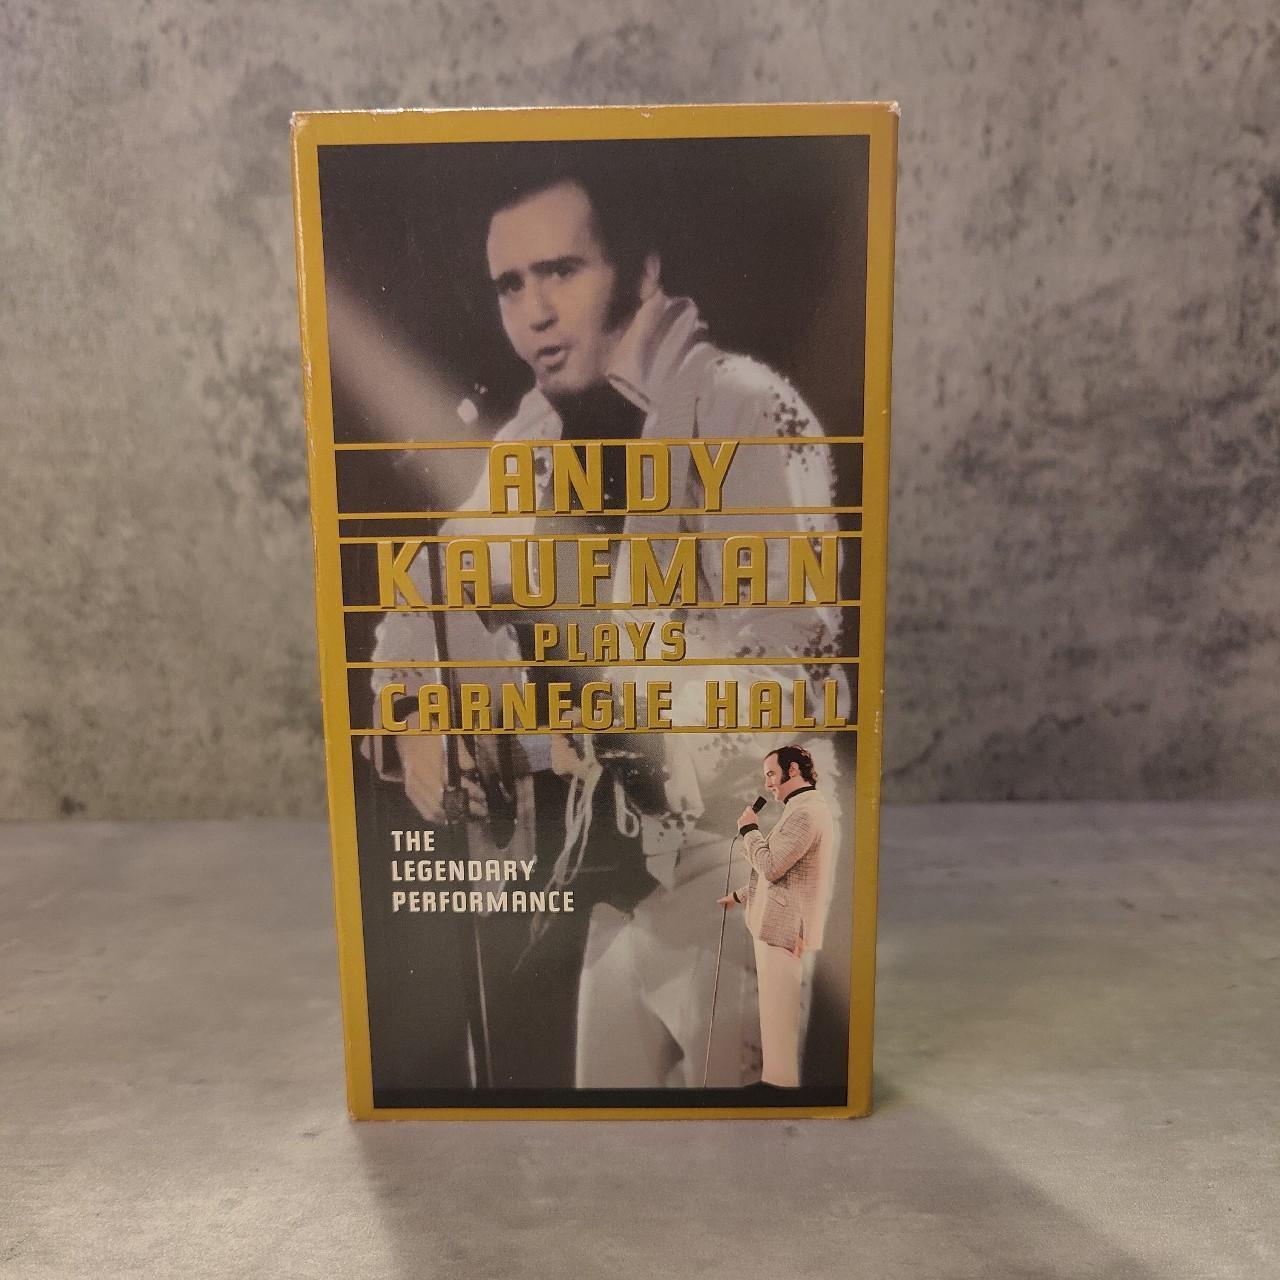 ANDY
KAUFMAN
PLAYS
CARNEGIE HALL
THE
LEGENDARY
PERFORMANCE